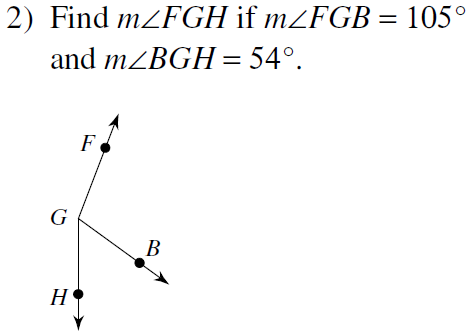 2) Find m∠FGH if m∠FGB = 105°
and m∠BGH = 54°.
F
G
B
H